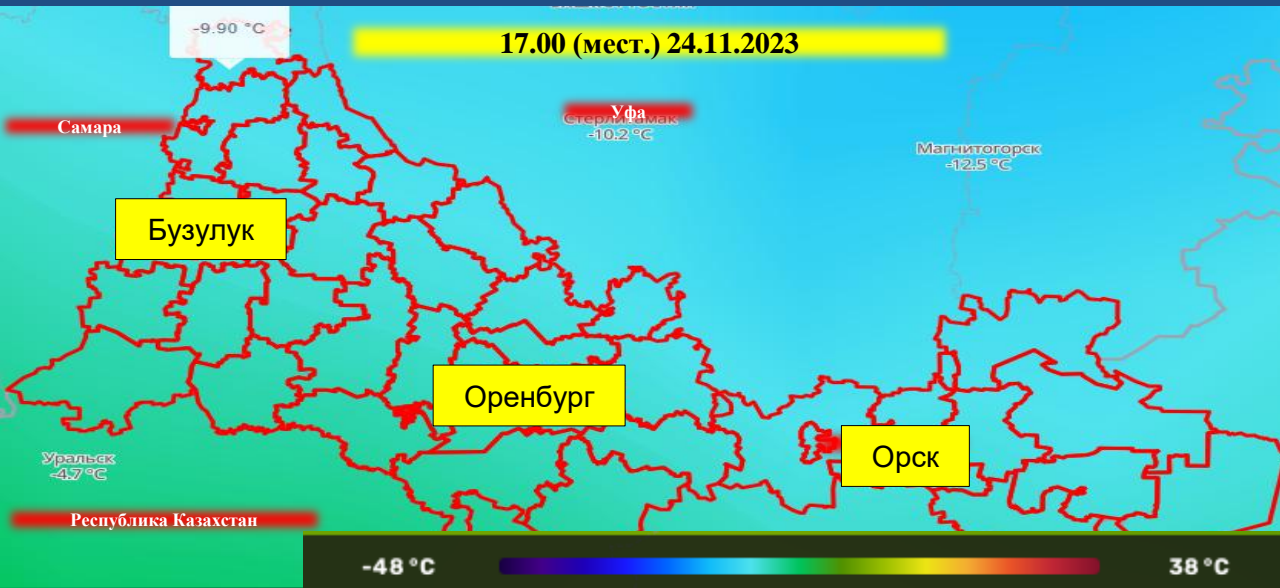 -9.90 °C
17.00 (мест.) 24.11.2023
Самара
Уфа
Стерлитамак
-10.2 °C
Магнитогорск
-12.5 °C
Бузулук
Оренбург
Орск
Уральск
-4.7 °C
Республика Казахстан
-48 °C
38 °C